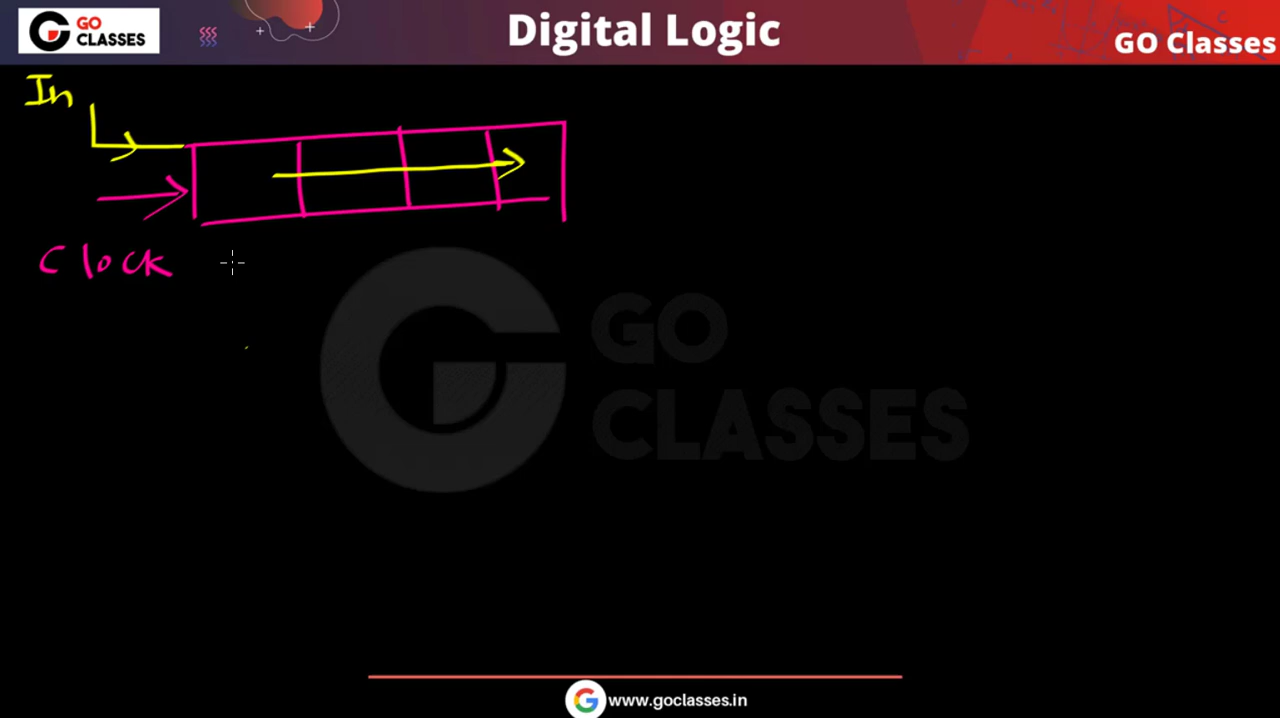 GO
CLASSES
Digital Logic
GO Classes
In
Clock
GO
CLASSES
www.goclasses.in